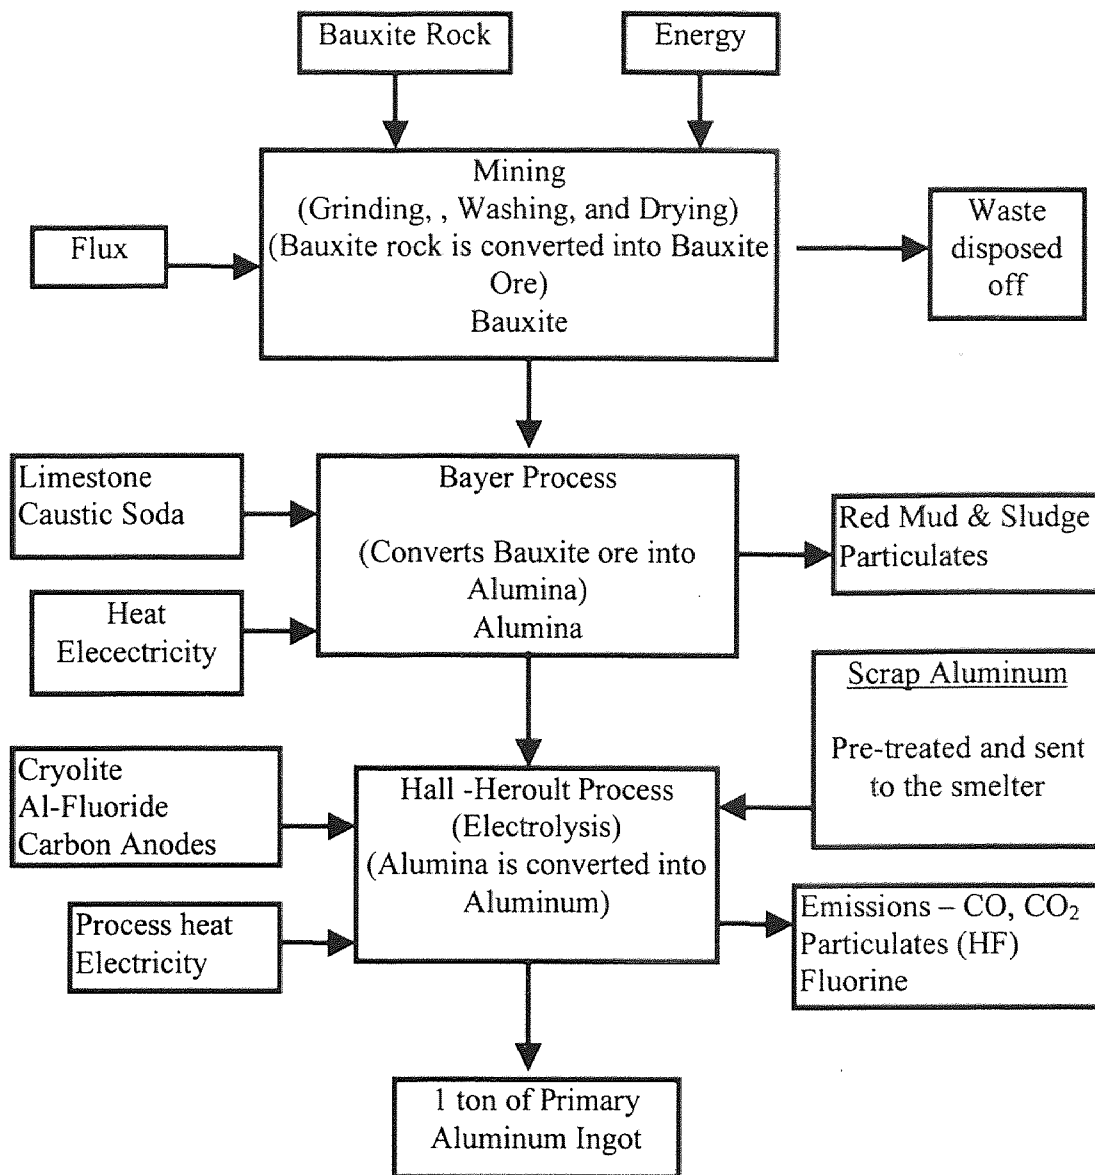 Bauxite Rock
Energy
Mining
(Grinding, , Washing, and Drying)
(Bauxite rock is converted into Bauxite
Ore)
Bauxite
Flux
Waste
disposed
off
Limestone
Caustic Soda
Bayer Process
(Converts Bauxite ore into
Alumina)
Alumina
Red Mud & Sludge
Particulates
Heat
Elecectricity
Scrap Aluminum
Pre-treated and sent
to the smelter
Cryolite
Al-Fluoride
Carbon Anodes
Hall -Heroult Process
(Electrolysis)
(Alumina is converted into
Aluminum)
Process heat
Electricity
Emissions – CO, CO₂
Particulates (HF)
Fluorine
1 ton of Primary
Aluminum Ingot